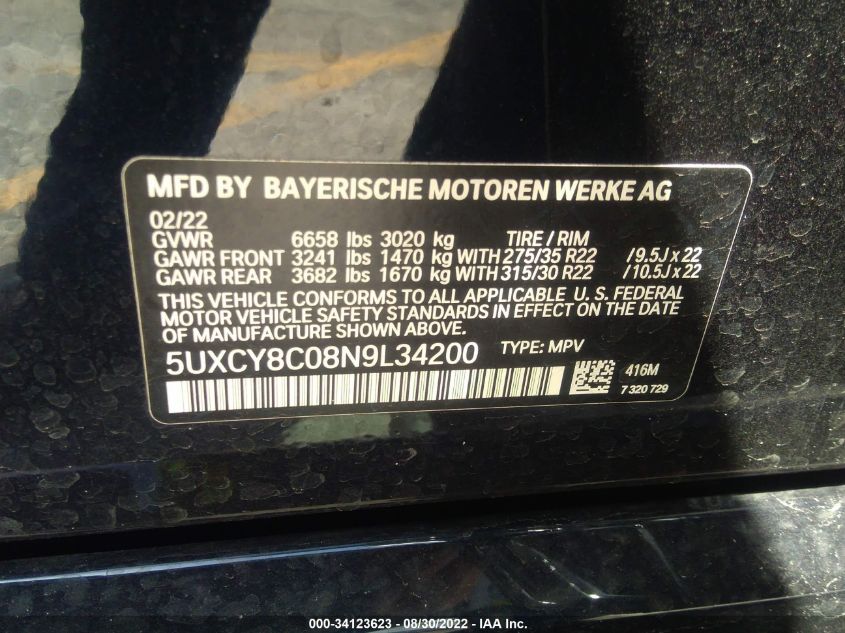 MFD BY BAYERISCHE MOTOREN WERKE AG
02/22
GVWR 6658 lbs 3020 kg TIRE / RIM
GAWR FRONT 3241 lbs 1470 kg WITH 275/35 R22 /9.5J x 22
GAWR REAR 3682 lbs 1670 kg WITH 315/30 R22 /10.5J x 22
THIS VEHICLE CONFORMS TO ALL APPLICABLE U. S. FEDERAL
MOTOR VEHICLE SAFETY STANDARDS IN EFFECT ON THE DATE
OF MANUFACTURE SHOWN ABOVE.
5UXCY8C08N9L34200 TYPE: MPV
416M
7 320 729
000-34123623 - 08/30/2022 - IAA Inc.